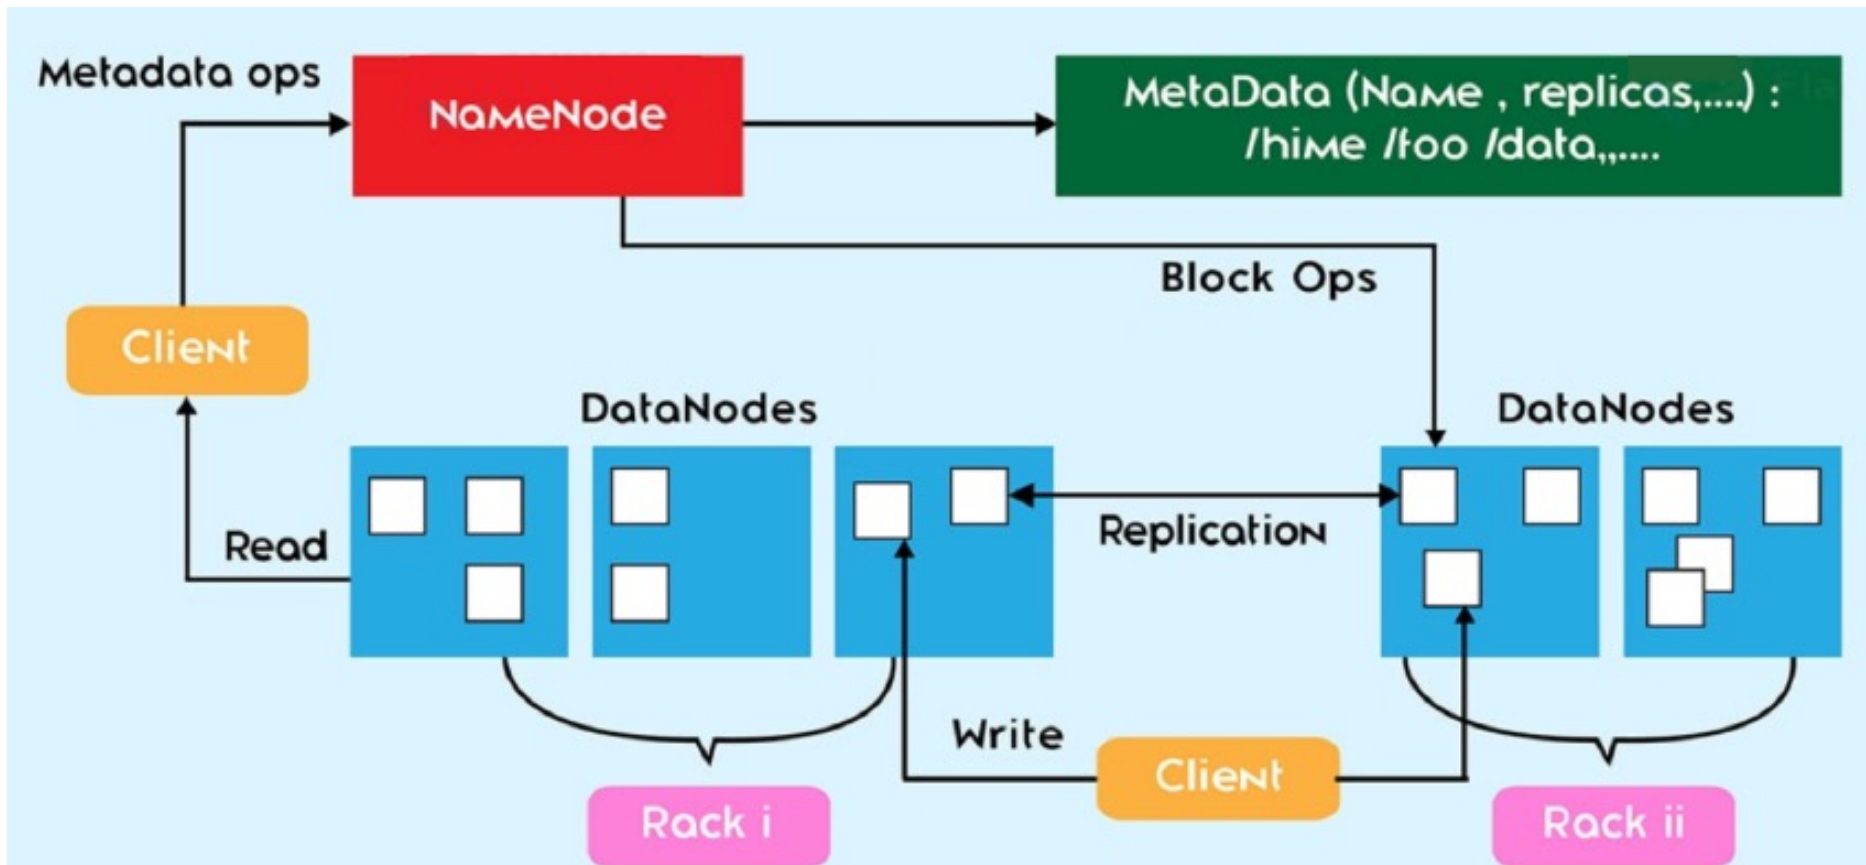 Metadata ops
NameNode
MetaData (Name , replicas,....) :
/hime /foo /data,,....
Block Ops
Client
DataNodes
DataNodes
Read
Replication
Write
Client
Rack i
Rack ii